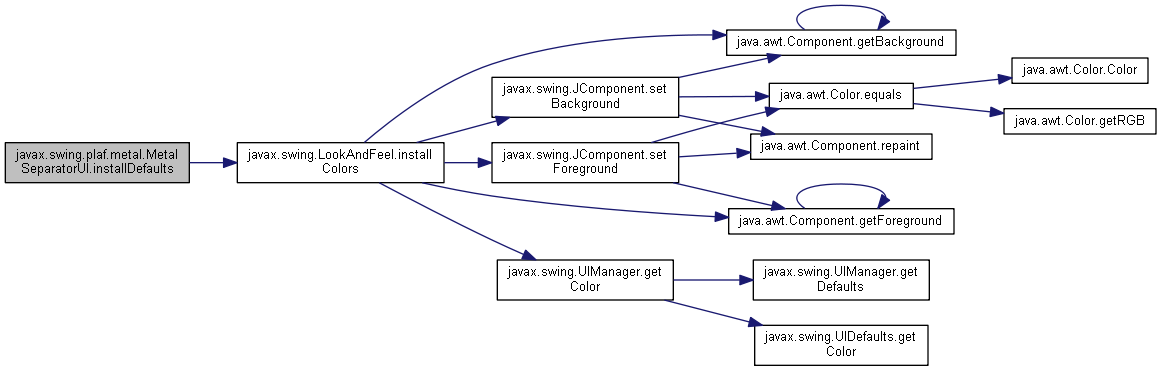 javax.swing.plaf.metal.Metal
SeparatorUI.installDefaults
javax.swing.LookAndFeel.install
Colors
java.awt.Component.getBackground
javax.swing.JComponent.set
Background
java.awt.Color.equals
java.awt.Color.Color
java.awt.Color.getRGB
java.awt.Component.repaint
javax.swing.JComponent.set
Foreground
java.awt.Component.getForeground
javax.swing.UIManager.get
Color
javax.swing.UIManager.get
Defaults
javax.swing.UIDefaults.get
Color